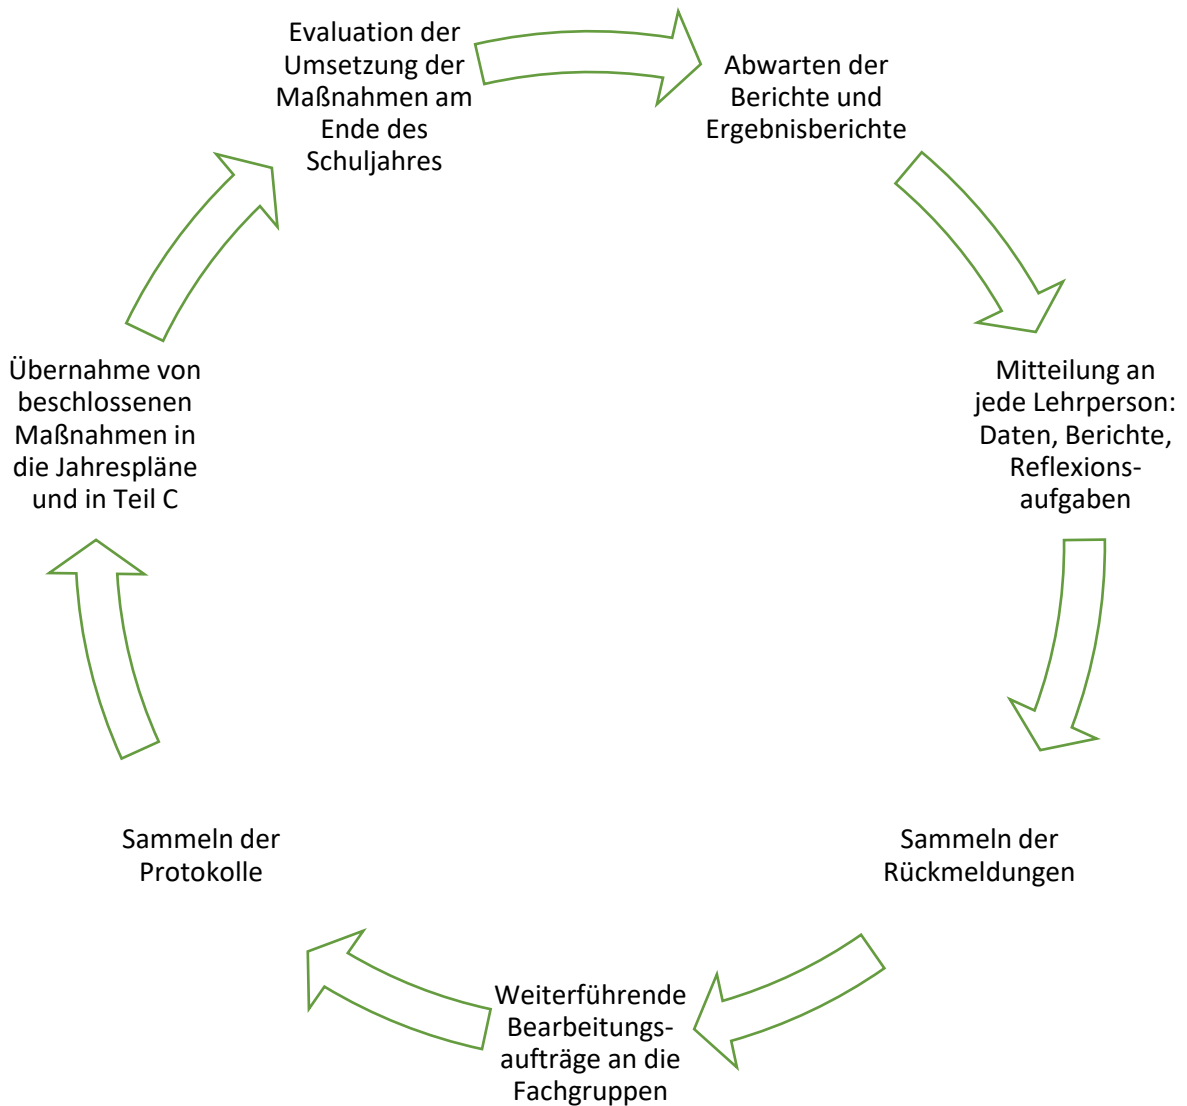 Evaluation der
Umsetzung der
Maßnahmen am
Ende des
Schuljahres
Abwarten der
Berichte und
Ergebnisberichte
Mitteilung an
jede Lehrperson:
Daten, Berichte,
Reflexions-
aufgaben
Sammeln der
Rückmeldungen
Weiterführende
Bearbeitungs-
aufträge an die
Fachgruppen
Sammeln der
Protokolle
Übernahme von
beschlossenen
Maßnahmen in
die Jahrespläne
und in Teil C